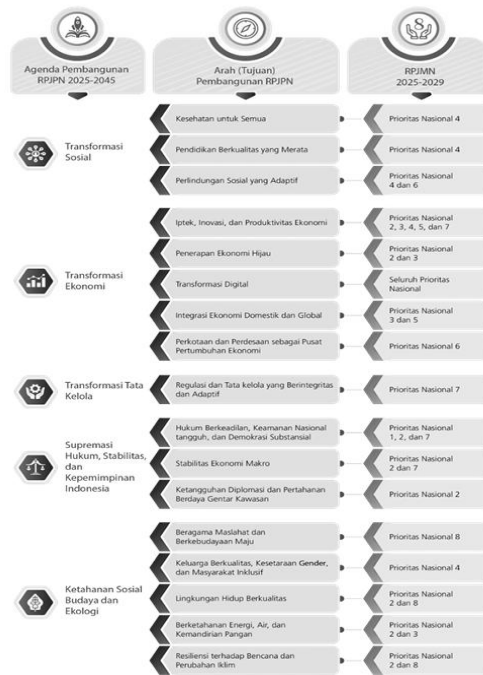 Agenda Pembangunan
RPJPN 2025-2045
Arah (Tujuan)
Pembangunan RPJPN
8
RPJMN
2025-2029
Transformasi
Sosial
Kesehatan untuk Semua
Prioritas Nasional 4
Pendidikan Berkualitas yang Merata
Prioritas Nasional 4
Perlindungan Sosial yang Adaptif
Prioritas Nasional
4 dan 6
Transformasi
Ekonomi
Iptek, Inovasi, dan Produktivitas Ekonomi
Prioritas Nasional
2, 3, 4, 5, dan 7
Penerapan Ekonomi Hijau
Prioritas Nasional
2 dan 3
Transformasi Digital
Seluruh Prioritas
Nasional
Integrasi Ekonomi Domestik dan Global
Prioritas Nasional
3 dan 5
Perkotaan dan Perdesaan sebagai Pusat
Pertumbuhan Ekonomi
Prioritas Nasional 6
Transformasi Tata
Kelola
Regulasi dan Tata kelola yang Berintegritas
dan Adaptif
Prioritas Nasional 7
Supremasi
Hukum, Stabilitas,
dan
Kepemimpinan
Indonesia
Hukum Berkeadilan, Keamanan Nasional
tangguh, dan Demokrasi Substansial
Prioritas Nasional
1, 2, dan 7
Stabilitas Ekonomi Makro
Prioritas Nasional
2 dan 7
Ketangguhan Diplomasi dan Pertahanan
Berdaya Gentar Kawasan
Prioritas Nasional 2
Ketahanan Sosial
Budaya dan
Ekologi
Beragama Maslahat dan
Berkebudayaan Maju
Prioritas Nasional 8
Keluarga Berkualitas, Kesetaraan Gender,
dan Masyarakat Inklusif
Prioritas Nasional 4
Lingkungan Hidup Berkualitas
Prioritas Nasional
2 dan 8
Berketahanan Energi, Air, dan
Kemandirian Pangan
Prioritas Nasional
2 dan 3
Resiliensi terhadap Bencana dan
Perubahan Iklim
Prioritas Nasional
2 dan 8